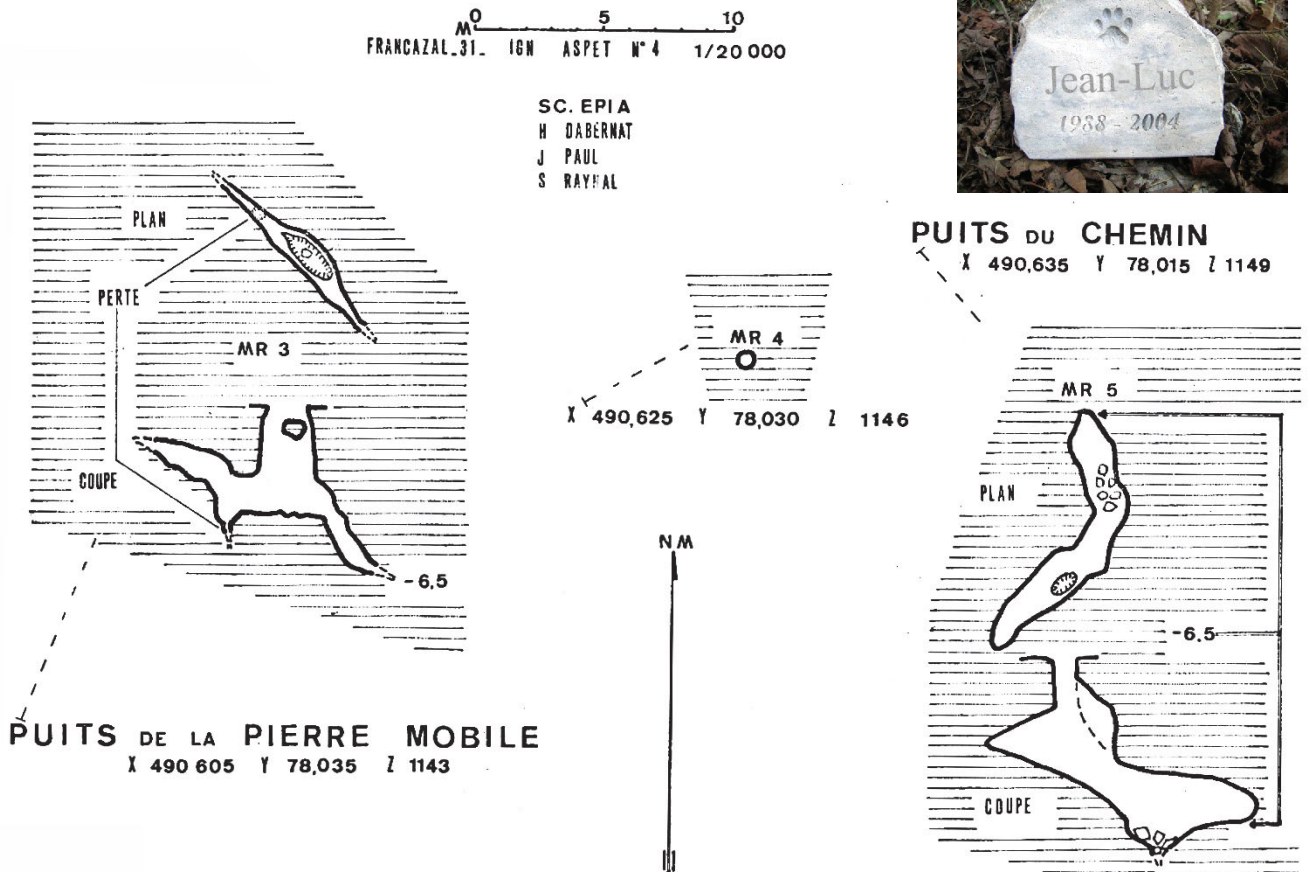 0 5 10
M
FRANCAZAL_31_ IGN ASPET N°4 1/20 000
Jean-Luc
1988 - 2004
SC. EPIA
H DABERNAT
J PAUL
S RAYNAL
PLAN
PERTE
MR 3
COUPE
-6,5
PUITS DE LA PIERRE MOBILE
X 490 605 Y 78,035 Z 1143
MR 4
X 490,625 Y 78,030 Z 1146
NM
PUITS DU CHEMIN
X 490,635 Y 78,015 Z 1149
MR 5
PLAN
-6,5
COUPE